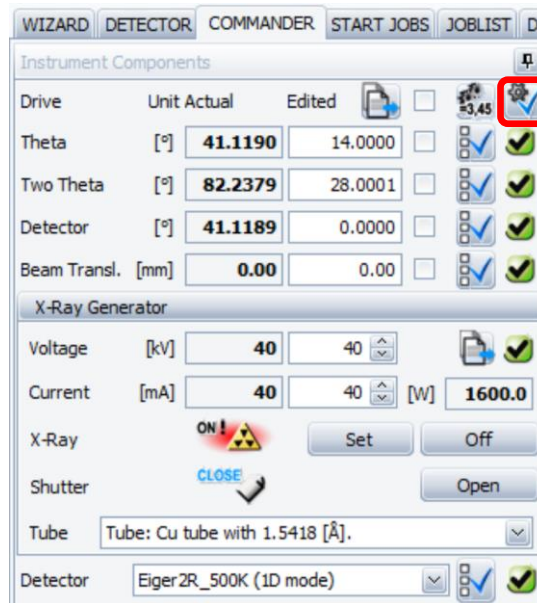 WIZARD DETECTOR COMMANDER START JOBS JOBLIST D
Instrument Components
Drive Unit Actual Edited =3,45
Theta [°] 41.1190 14.0000
Two Theta [°] 82.2379 28.0001
Detector [°] 41.1189 0.0000
Beam Transl. [mm] 0.00 0.00
X-Ray Generator
Voltage [kV] 40 40
Current [mA] 40 40 [W] 1600.0
X-Ray ON ! Set Off
Shutter CLOSE Open
Tube Tube: Cu tube with 1.5418 [Å].
Detector Eiger2R_500K (1D mode)